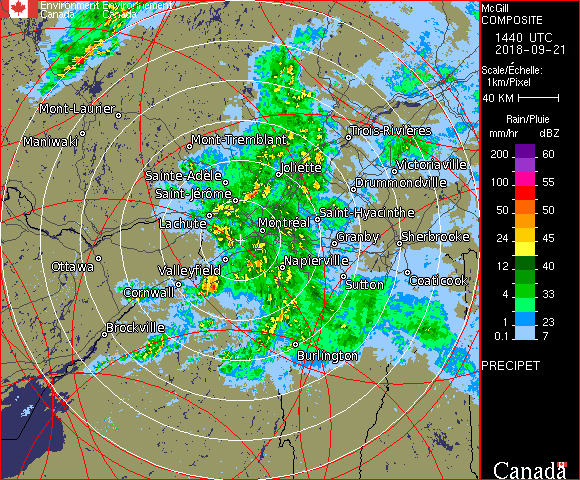 Environment Environnement
Canada Canada
Mont-Laurier
Maniwaki
Mont-Tremblant
Trois-Rivières
Sainte-Adèle
Joliette
Victoriaville
Drummondville
Saint-Jérôme
Lachute
Montréal
Saint-Hyacinthe
Granby
Sherbrooke
Ottawa
Valleyfield
Napierville
Cornwall
Sutton
Coaticook
Brockville
Burlington
McGill
COMPOSITE
1440 UTC
2018-09-21
Scale/Échelle:
1km/Pixel
40 KM
Rain/Pluie
mm/hr dBZ
200 60
100 55
50 50
24 45
12 40
4 33
1 23
0.1 7
PRECIPET
Canada